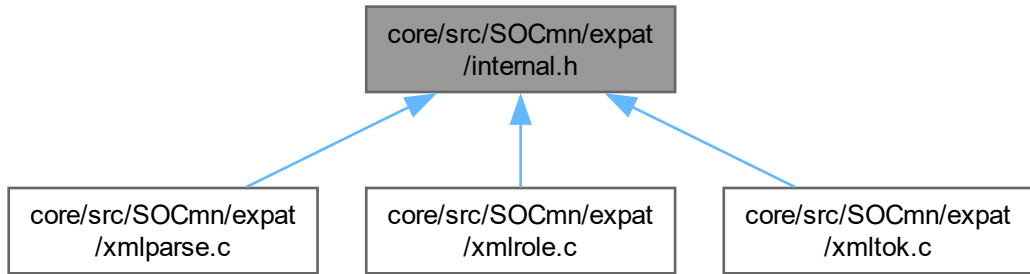 core/src/SOCmn/expat
/internal.h
core/src/SOCmn/expat
/xmlparse.c
core/src/SOCmn/expat
/xmlrole.c
core/src/SOCmn/expat
/xmltok.c